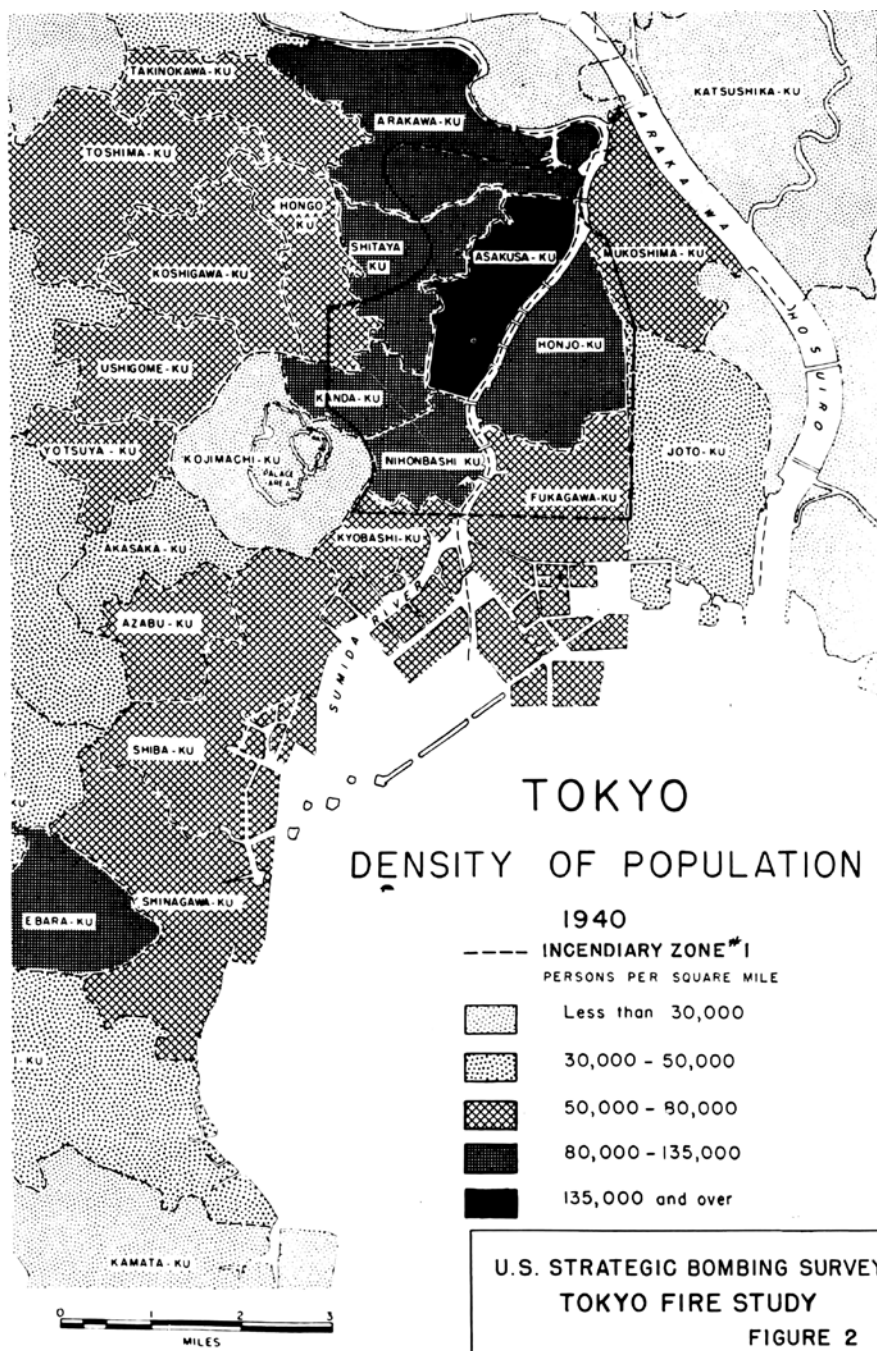 TAKINOKAWA-KU
KATSUSHIKA-KU
ARAKAWA-KU
ARAKAWA HOSUIRO
TOSHIMA-KU
HONGO
KU
SHITAYA
KU
ASAKUSA-KU
MUKOSHIMA-KU
KOSHIGAWA-KU
HONJO-KU
USHIGOME-KU
KANDA-KU
YOTSUYA-KU
KOJIMACHI-KU
PALACE
AREA
NIHONBASHI KU
JOTO-KU
FUKAGAWA-KU
KYOBASHI-KU
AKASAKA-KU
AZABU-KU
SUMIDA RIVER
SHIBA-KU
KU
SHINAGAWA-KU
EBARA-KU
I-KU
KAMATA-KU
TOKYO
DENSITY OF POPULATION
1940
INCENDIARY ZONE #1
PERSONS PER SQUARE MILE
Less than 30,000
30,000 - 50,000
50,000 - 80,000
80,000 - 135,000
135,000 and over
0 1 2 3
MILES
U.S. STRATEGIC BOMBING SURVEY
TOKYO FIRE STUDY
FIGURE 2